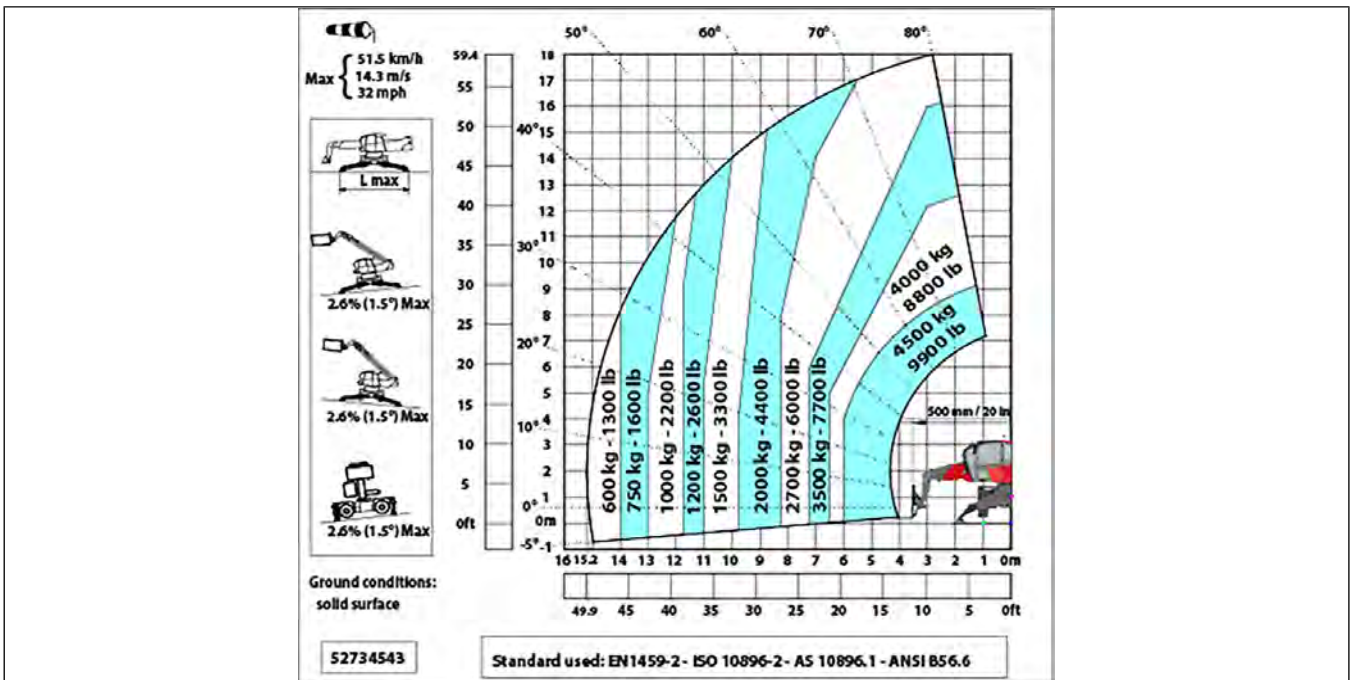 Max
51.5 km/h
14.3 m/s
32 mph
L max
2.6% (1.5°) Max
2.6% (1.5°) Max
2.6% (1.5°) Max
Ground conditions:
solid surface
52734543
59.4
55
50
45
40
35
30
25
20
15
10
5
0ft
18
17
16
15
14
13
12
11
10
9
8
7
6
5
4
3
2
1
0m
-1
50°
60°
70°
80°
40°
30°
20°
10°
0°
-5°
600 kg - 1300 lb
750 kg - 1600 lb
1000 kg - 2200 lb
1200 kg - 2600 lb
1500 kg - 3300 lb
2000 kg - 4400 lb
2700 kg - 6000 lb
3500 kg - 7700 lb
4000 kg
8800 lb
4500 kg
9900 lb
500 mm / 20 in
16 15.2 14 13 12 11 10 9 8 7 6 5 4 3 2 1 0m
49.9 45 40 35 30 25 20 15 10 5 0ft
Standard used: EN1459-2 - ISO 10896-2 - AS 10896.1 - ANSI B56.6